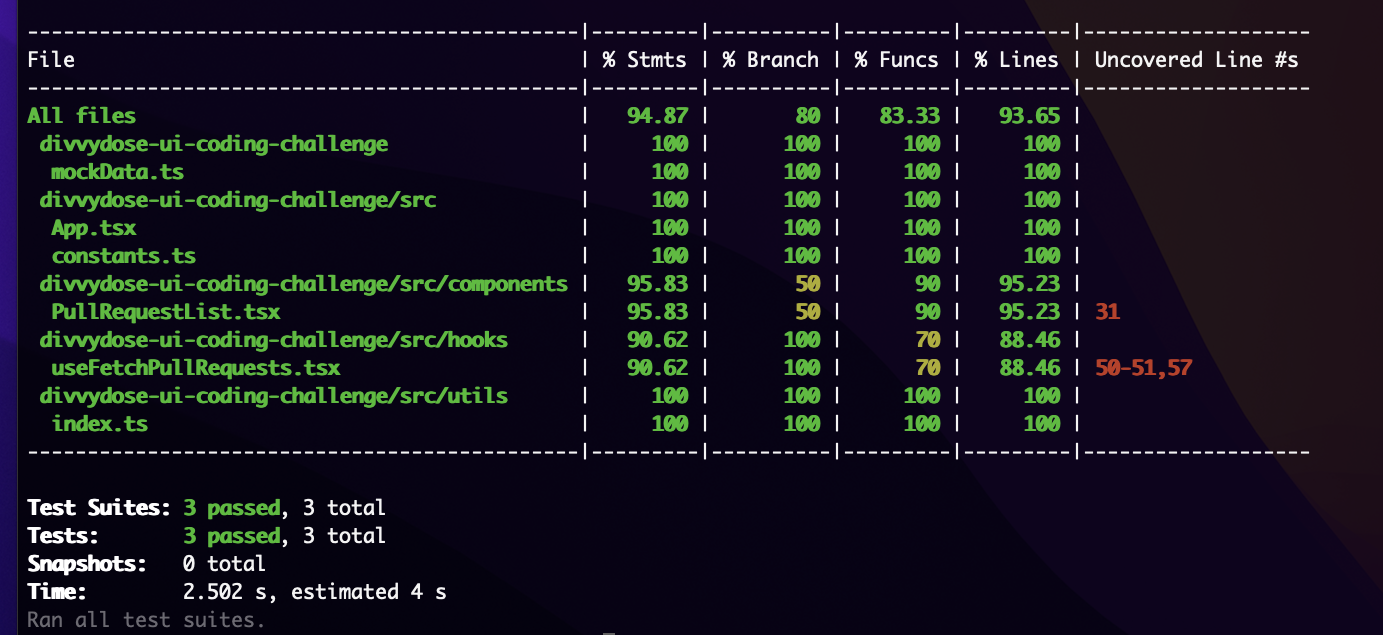 ---------------------------------------------|---------|----------|---------|---------|-------------------
File                                         | % Stmts | % Branch | % Funcs | % Lines | Uncovered Line #s
---------------------------------------------|---------|----------|---------|---------|-------------------
All files                                    |   94.87 |       80 |   83.33 |   93.65 |
 divvydose-ui-coding-challenge               |     100 |      100 |     100 |     100 |
  mockData.ts                                |     100 |      100 |     100 |     100 |
 divvydose-ui-coding-challenge/src           |     100 |      100 |     100 |     100 |
  App.tsx                                    |     100 |      100 |     100 |     100 |
  constants.ts                               |     100 |      100 |     100 |     100 |
 divvydose-ui-coding-challenge/src/components |   95.83 |       50 |      90 |   95.23 |
  PullRequestList.tsx                        |   95.83 |       50 |      90 |   95.23 | 31
 divvydose-ui-coding-challenge/src/hooks     |   90.62 |      100 |      70 |   88.46 |
  useFetchPullRequests.tsx                   |   90.62 |      100 |      70 |   88.46 | 50-51,57
 divvydose-ui-coding-challenge/src/utils     |     100 |      100 |     100 |     100 |
  index.ts                                   |     100 |      100 |     100 |     100 |
---------------------------------------------|---------|----------|---------|---------|-------------------
Test Suites: 3 passed, 3 total
Tests:       3 passed, 3 total
Snapshots:   0 total
Time:        2.502 s, estimated 4 s
Ran all test suites.